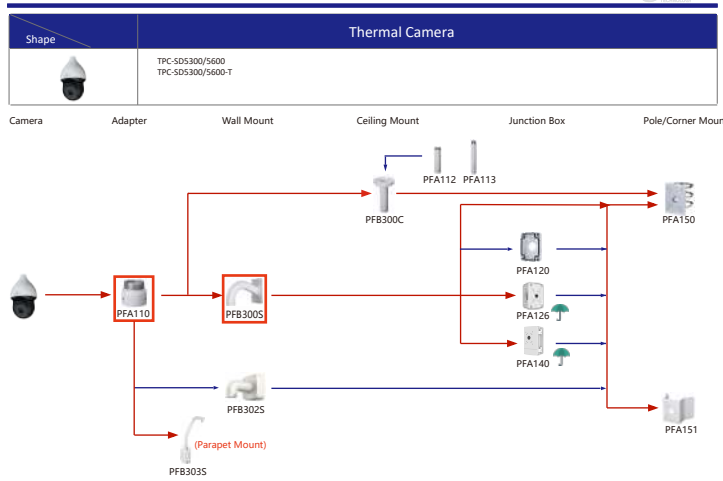 Shape
Thermal Camera
TPC-SD5300/5600
TPC-SD5300/5600-T
Camera
Adapter
Wall Mount
Ceiling Mount
Junction Box
Pole/Corner Moun
PFA112
PFA113
PFB300C
PFA150
PFA120
PFA110
PFB300S
PFA126
PFA140
PFB302S
PFA151
(Parapet Mount)
PFB303S